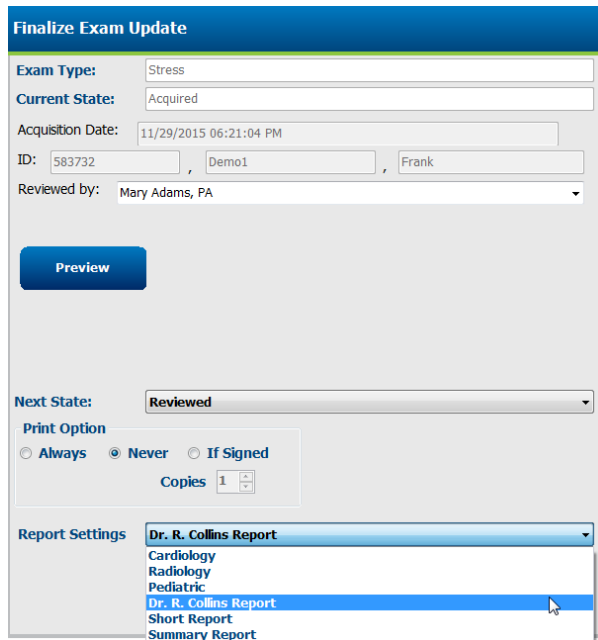 Finalize Exam Update
Exam Type: Stress
Current State: Acquired
Acquisition Date: 11/29/2015 06:21:04 PM
ID: 583732 , Demo1 , Frank
Reviewed by: Mary Adams, PA
Preview
Next State: Reviewed
Print Option
Always Never If Signed
Copies 1
Report Settings Dr. R. Collins Report
Cardiology
Radiology
Pediatric
Dr. R. Collins Report
Short Report
Summary Report